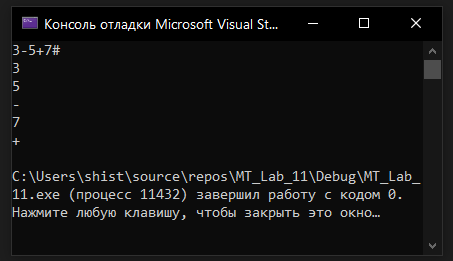 Консоль отладки Microsoft Visual St...
3-5+7#
3
5
-
7
+
C:\Users\shist\source\repos\MT_Lab_11\Debug\MT_Lab_
11.exe (процесс 11432) завершил работу с кодом 0.
Нажмите любую клавишу, чтобы закрыть это окно…